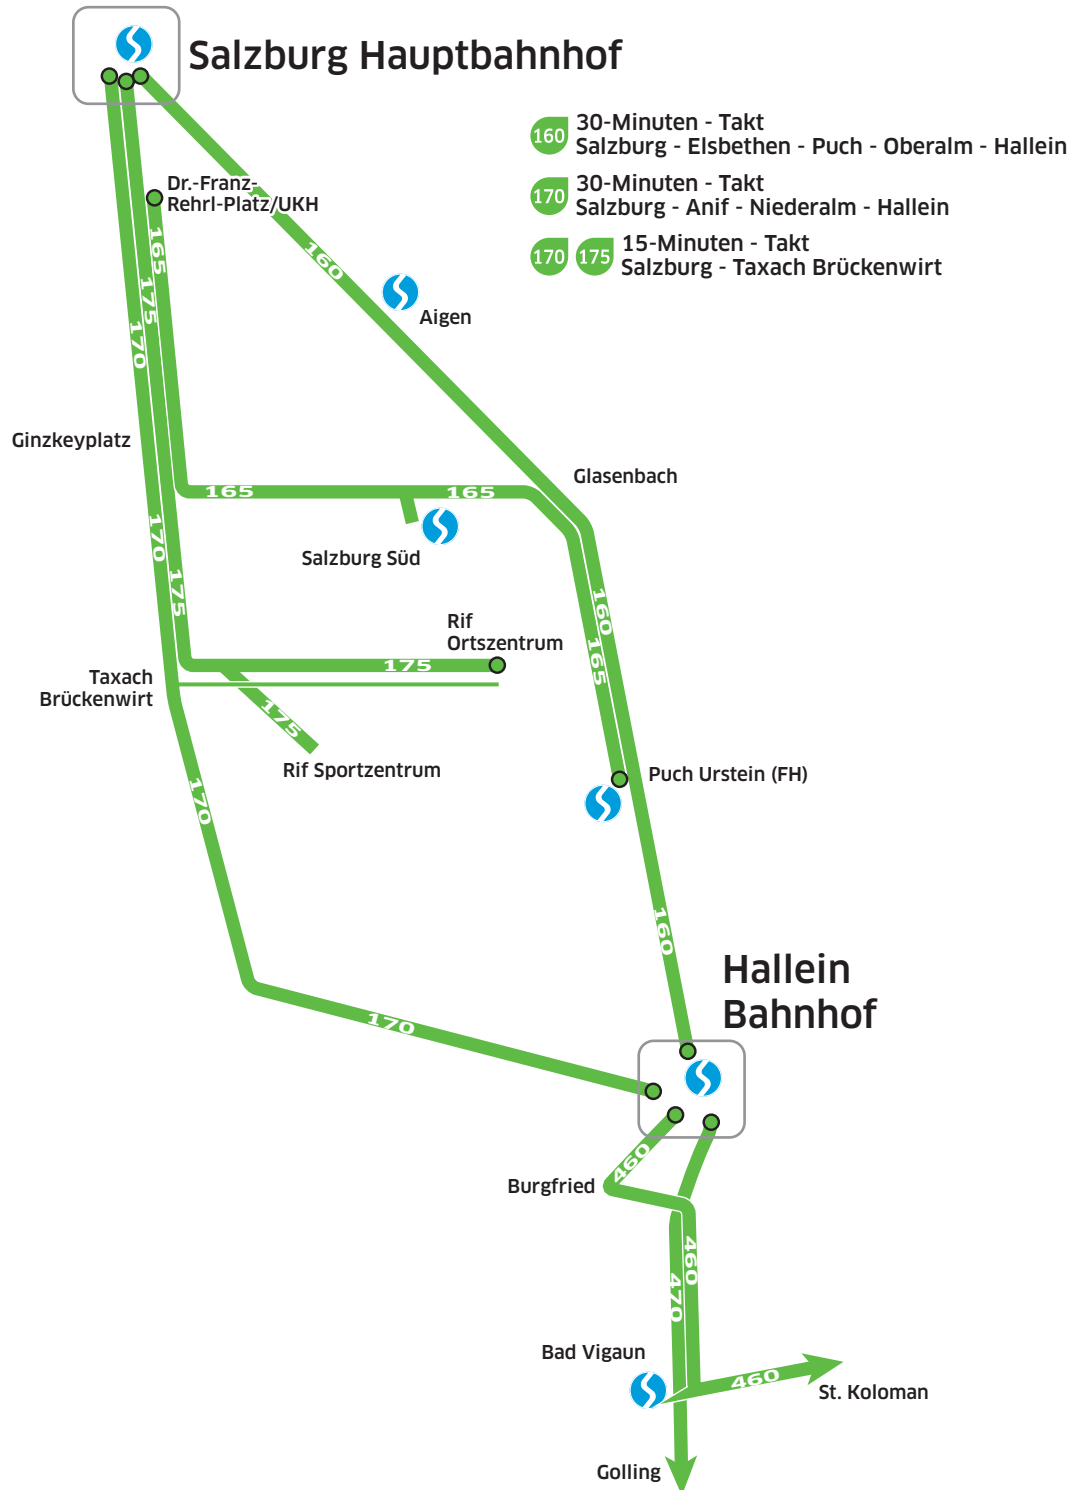 Salzburg Hauptbahnhof
160
30-Minuten - Takt
Salzburg - Elsbethen - Puch - Oberalm - Hallein
170
30-Minuten - Takt
Salzburg - Anif - Niederalm - Hallein
170
175
15-Minuten - Takt
Salzburg - Taxach Brückenwirt
Dr.-Franz-
Rehrl-Platz/UKH
165
175
170
160
Aigen
Ginzkeyplatz
Glasenbach
165
165
170
175
Salzburg Süd
160
165
Rif
Ortszentrum
175
Taxach
Brückenwirt
175
Rif Sportzentrum
Puch Urstein (FH)
170
160
Hallein
Bahnhof
170
460
Burgfried
460
470
Bad Vigaun
460
St. Koloman
Golling